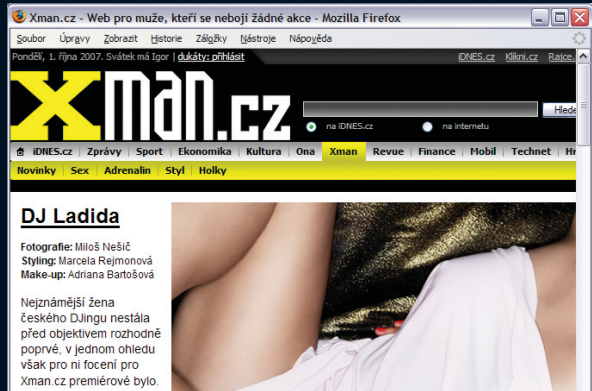 Xman.cz - Web pro muže, kteří se nebojí žádné akce - Mozilla Firefox
Soubor Úpravy Zobrazit Historie Záložky Nástroje Nápověda
Pondělí, 1. října 2007. Svátek má Igor | dukáty: přihlásit iDNES.cz Klikni.cz Rajce.
Xman.cz
Hlede
na iDNES.cz na internetu
iDNES.cz Zprávy Sport Ekonomika Kultura Ona Xman Revue Finance Mobil Technet Hr
Novinky Sex Adrenalin Styl Holky
DJ Ladida
Fotografie: Miloš Nešič
Styling: Marcela Rejmonová
Make-up: Adriana Bartošová
Nejznámější žena
českého DJingu nestála
před objektivem rozhodně
poprvé, v jednom ohledu
však pro ni focení pro
Xman.cz premiérové bylo.